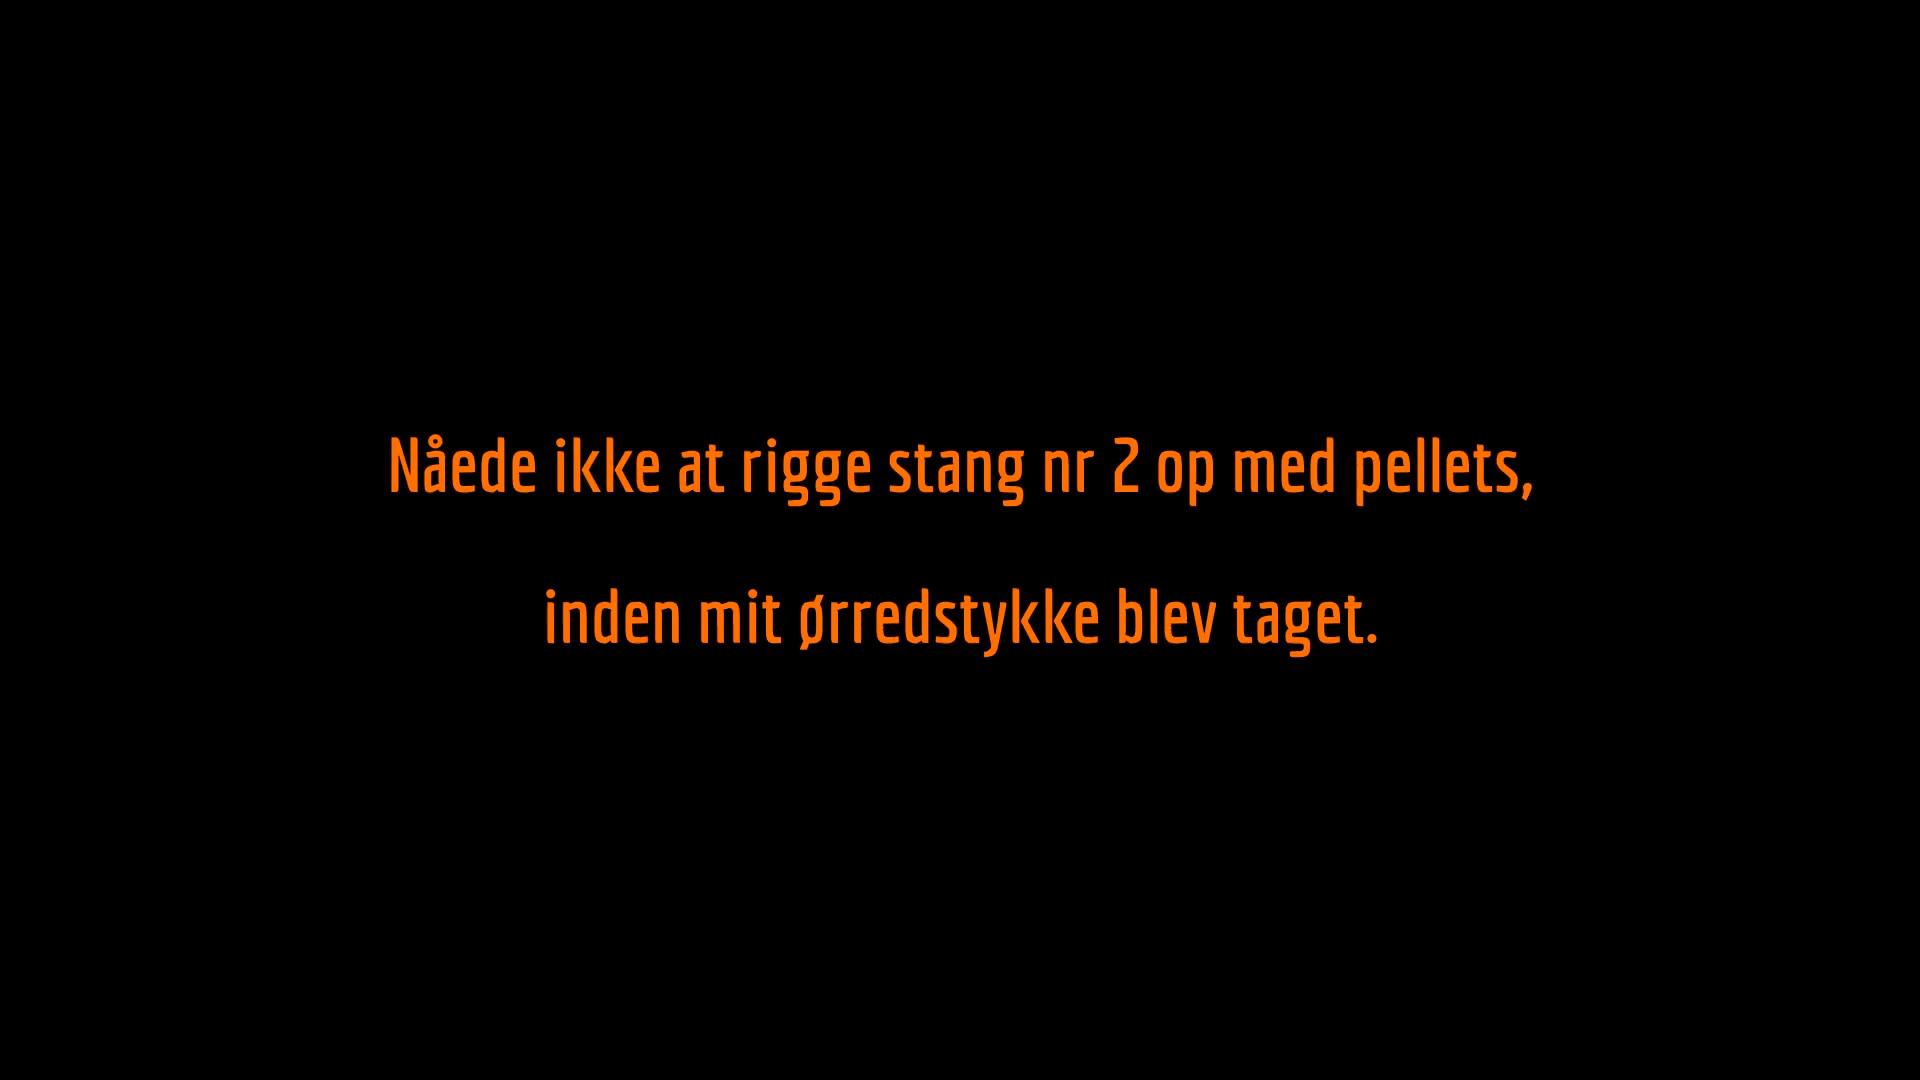 Nåede ikke at rigge stang nr 2 op med pellets,
inden mit ørredstykke blev taget.